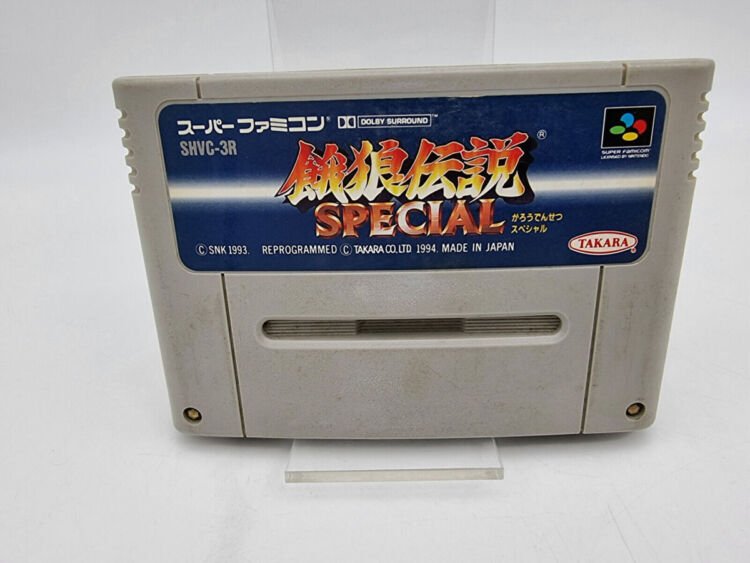 スーパーファミコン® DOLBY SURROUND™
SHVC-3R
SUPER FAMICOM
LICENSED BY NINTENDO
餓狼伝説®
SPECIAL
がろうでんせつ
スペシャル
TAKARA®
© SNK 1993. REPROGRAMMED © TAKARA CO.,LTD 1994. MADE IN JAPAN